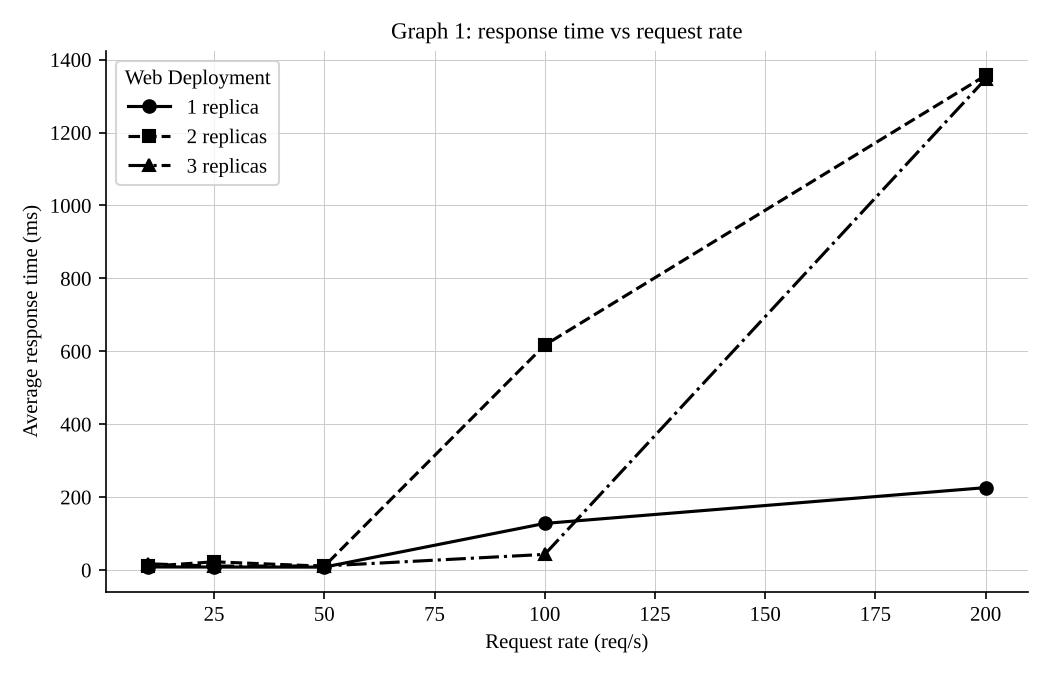 Graph 1: response time vs request rate
1400
1200
1000
800
600
400
200
0
Average response time (ms)
Web Deployment
1 replica
2 replicas
3 replicas
25 50 75 100 125 150 175 200
Request rate (req/s)